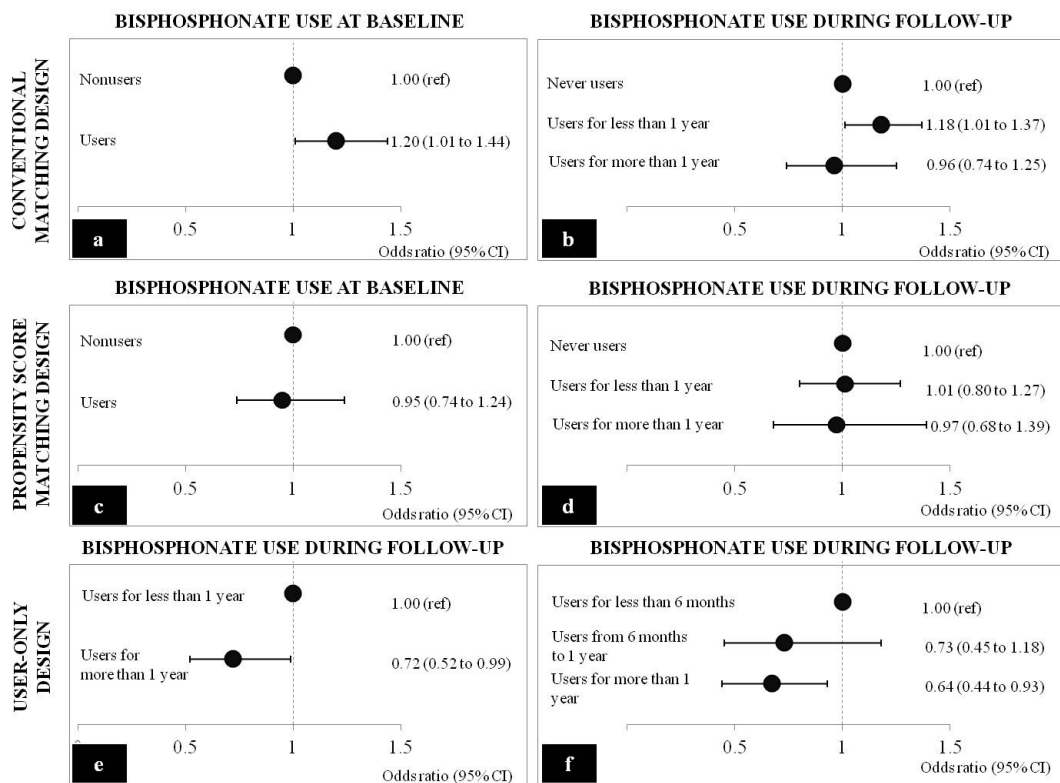 CONVENTIONAL
MATCHING DESIGN
BISPHOSPHONATE USE AT BASELINE
Nonusers 1.00 (ref)
Users 1.20 (1.01 to 1.44)
0.5 1 1.5
Odds ratio (95% CI)
a
BISPHOSPHONATE USE DURING FOLLOW-UP
Never users 1.00 (ref)
Users for less than 1 year 1.18 (1.01 to 1.37)
Users for more than 1 year 0.96 (0.74 to 1.25)
0.5 1 1.5
Odds ratio (95% CI)
b
PROPENSITY SCORE
MATCHING DESIGN
BISPHOSPHONATE USE AT BASELINE
Nonusers 1.00 (ref)
Users 0.95 (0.74 to 1.24)
0.5 1 1.5
Odds ratio (95% CI)
c
BISPHOSPHONATE USE DURING FOLLOW-UP
Never users 1.00 (ref)
Users for less than 1 year 1.01 (0.80 to 1.27)
Users for more than 1 year 0.97 (0.68 to 1.39)
0.5 1 1.5
Odds ratio (95% CI)
d
USER-ONLY
DESIGN
BISPHOSPHONATE USE DURING FOLLOW-UP
Users for less than 1 year 1.00 (ref)
Users for
more than 1 year 0.72 (0.52 to 0.99)
0.5 1 1.5
Odds ratio (95% CI)
e
BISPHOSPHONATE USE DURING FOLLOW-UP
Users for less than 6 months 1.00 (ref)
Users from 6 months
to 1 year 0.73 (0.45 to 1.18)
Users for more than 1
year 0.64 (0.44 to 0.93)
0.5 1 1.5
Odds ratio (95% CI)
f